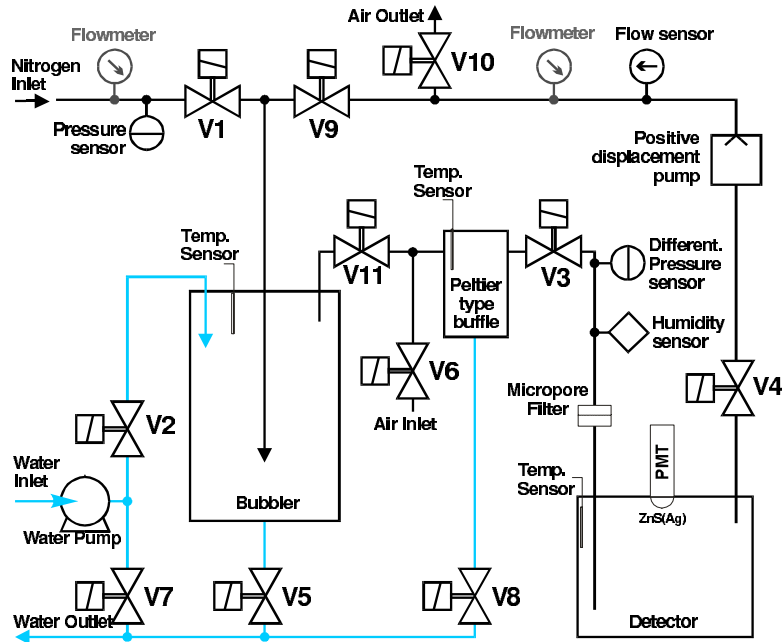 Air Outlet
Flowmeter
V10
Flowmeter
Flow sensor
Nitrogen
Inlet
Pressure
sensor
V1
V9
Positive
displacement
pump
Temp.
Sensor
Temp.
Sensor
V11
Peltier
type
buffle
V3
Different.
Pressure
sensor
Humidity
sensor
V6
Air Inlet
Micropore
Filter
V4
V2
Water
Inlet
Water Pump
Bubbler
Temp.
Sensor
PMT
ZnS(Ag)
V7
V5
V8
Water Outlet
Detector